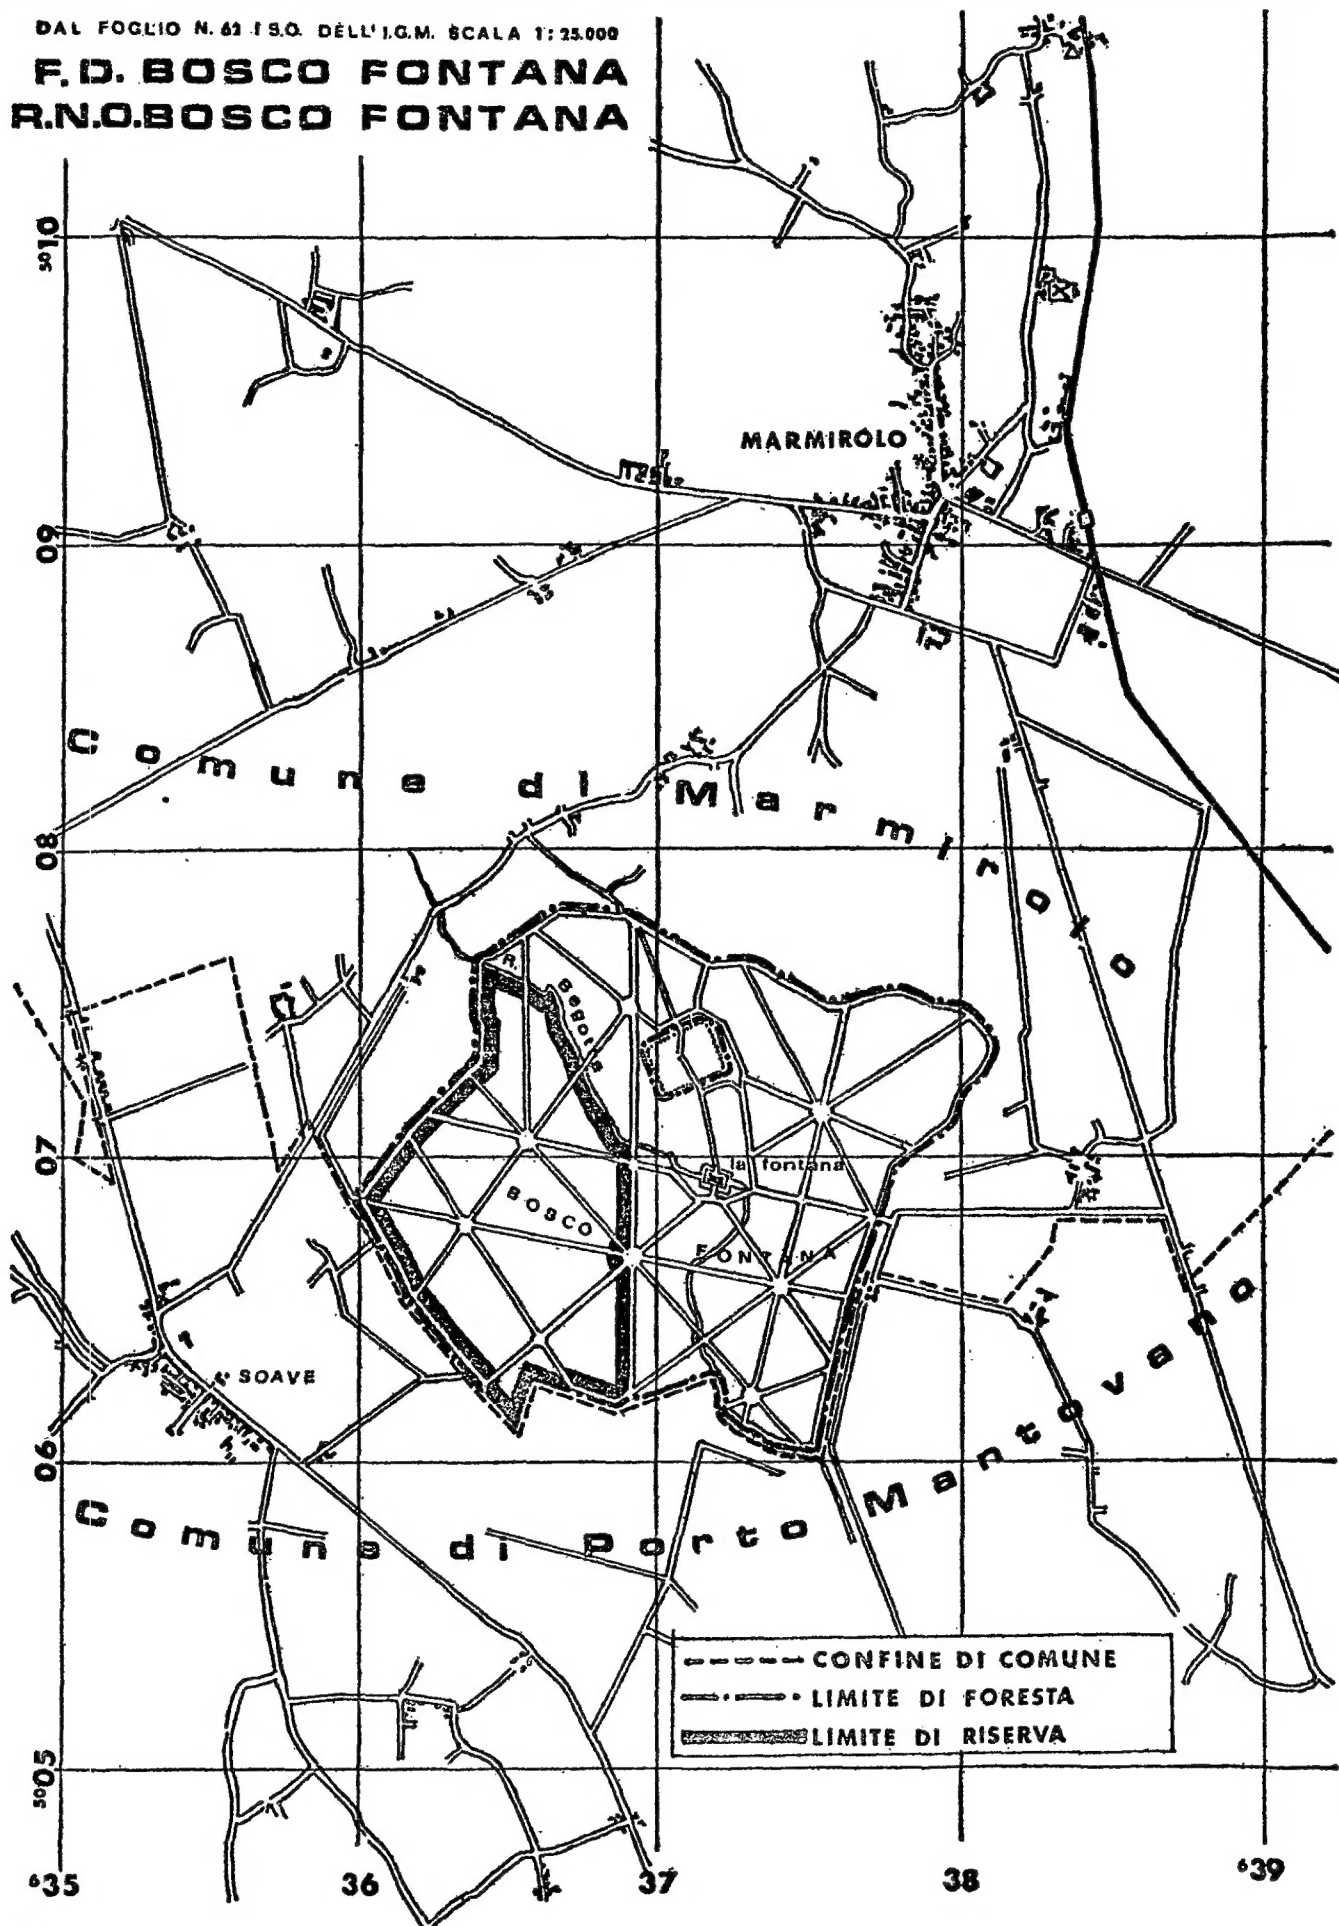 DAL FOGLIO N. 62 I S.O. DELL' I.G.M. SCALA 1:25.000
F.D. BOSCO FONTANA
R.N.O. BOSCO FONTANA
5010
MARMIROLO
09
Comune di Marmirolo
08
R. Begotta
07
la fontana
BOSCO FONTANA
SOAVE
06
Comune di Porto Mantovano
CONFINE DI COMUNE
LIMITE DI FORESTA
LIMITE DI RISERVA
5005
635 36 37 38 639